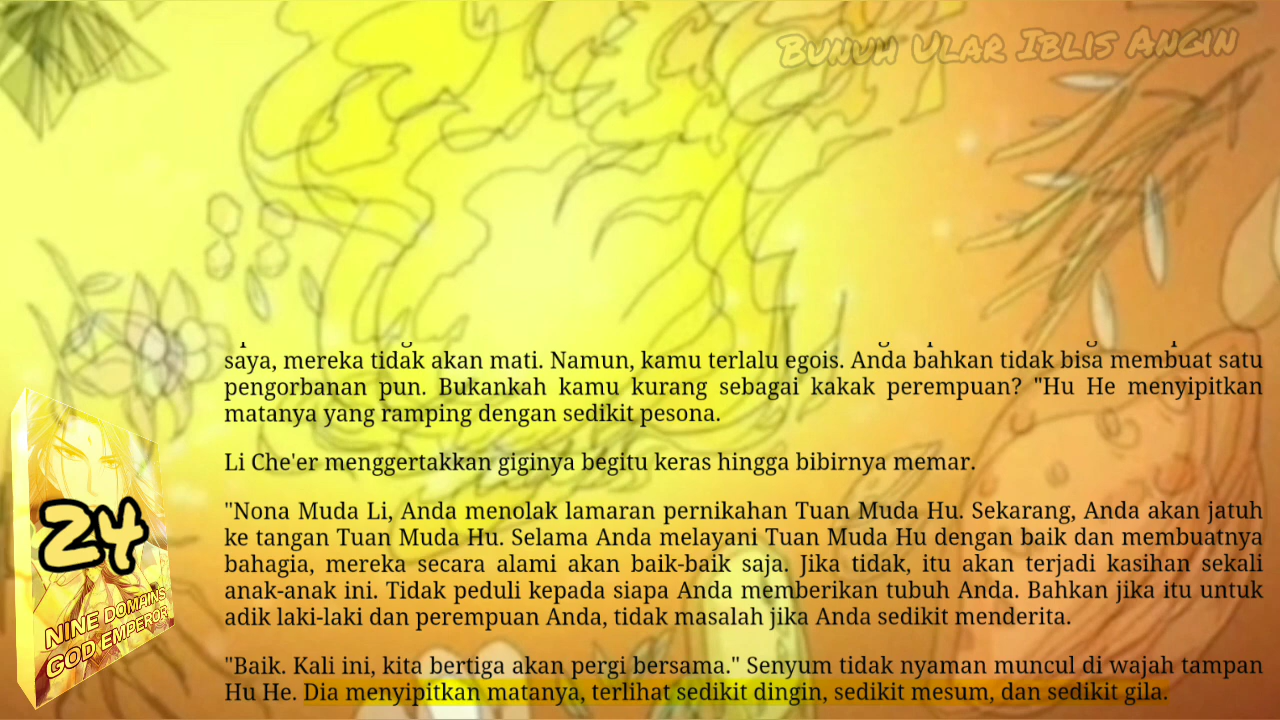 Bunuh Ular Iblis Angin
saya, mereka tidak akan mati. Namun, kamu terlalu egois. Anda bahkan tidak bisa membuat satu
pengorbanan pun. Bukankah kamu kurang sebagai kakak perempuan? "Hu He menyipitkan
matanya yang ramping dengan sedikit pesona.
Li Che'er menggertakkan giginya begitu keras hingga bibirnya memar.
"Nona Muda Li, Anda menolak lamaran pernikahan Tuan Muda Hu. Sekarang, Anda akan jatuh
ke tangan Tuan Muda Hu. Selama Anda melayani Tuan Muda Hu dengan baik dan membuatnya
bahagia, mereka secara alami akan baik-baik saja. Jika tidak, itu akan terjadi kasihan sekali
anak-anak ini. Tidak peduli kepada siapa Anda memberikan tubuh Anda. Bahkan jika itu untuk
adik laki-laki dan perempuan Anda, tidak masalah jika Anda sedikit menderita.
"Baik. Kali ini, kita bertiga akan pergi bersama." Senyum tidak nyaman muncul di wajah tampan
Hu He. Dia menyipitkan matanya, terlihat sedikit dingin, sedikit mesum, dan sedikit gila.
24
NINE DOMAINS
GOD EMPEROR